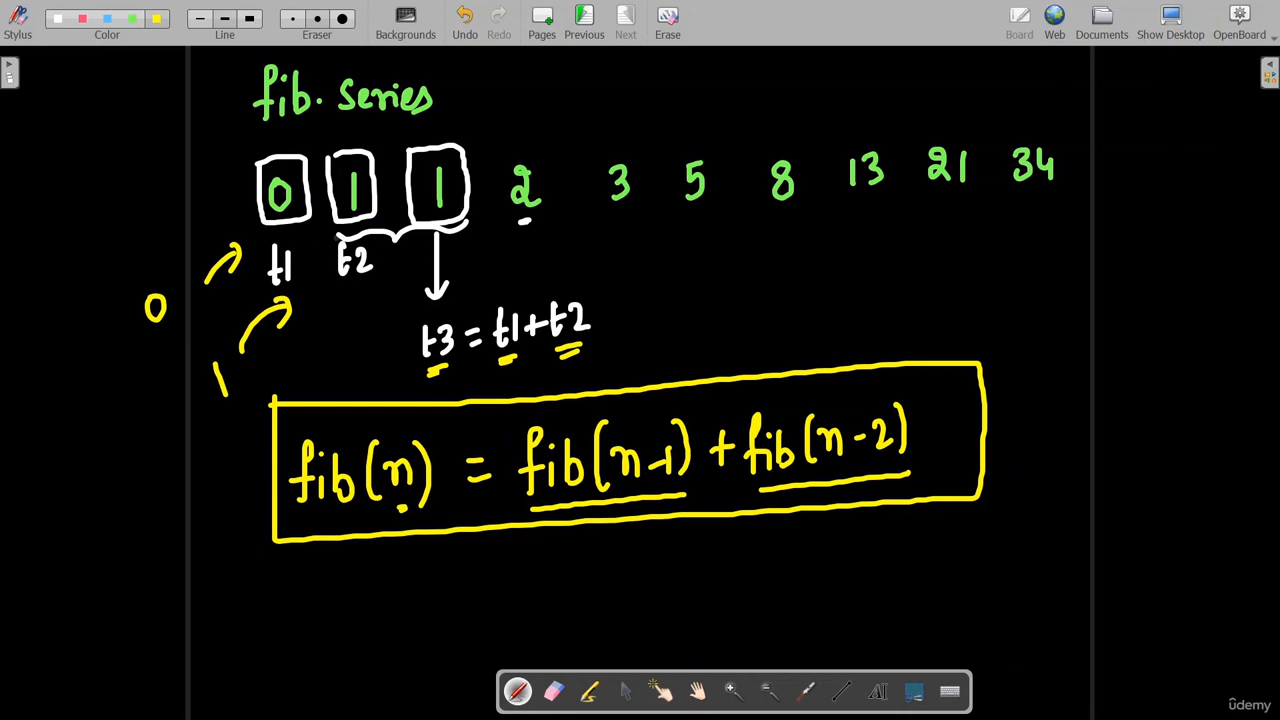 Stylus Color Line Eraser Backgrounds Undo Redo Pages Previous Next Erase Board Web Documents Show Desktop OpenBoard
fib. series
0 1 1 2 3 5 8 13 21 34
t1 t2
0
t3 = t1+t2
1
fib(n) = fib(n-1) + fib(n-2)
AI
ûdemy